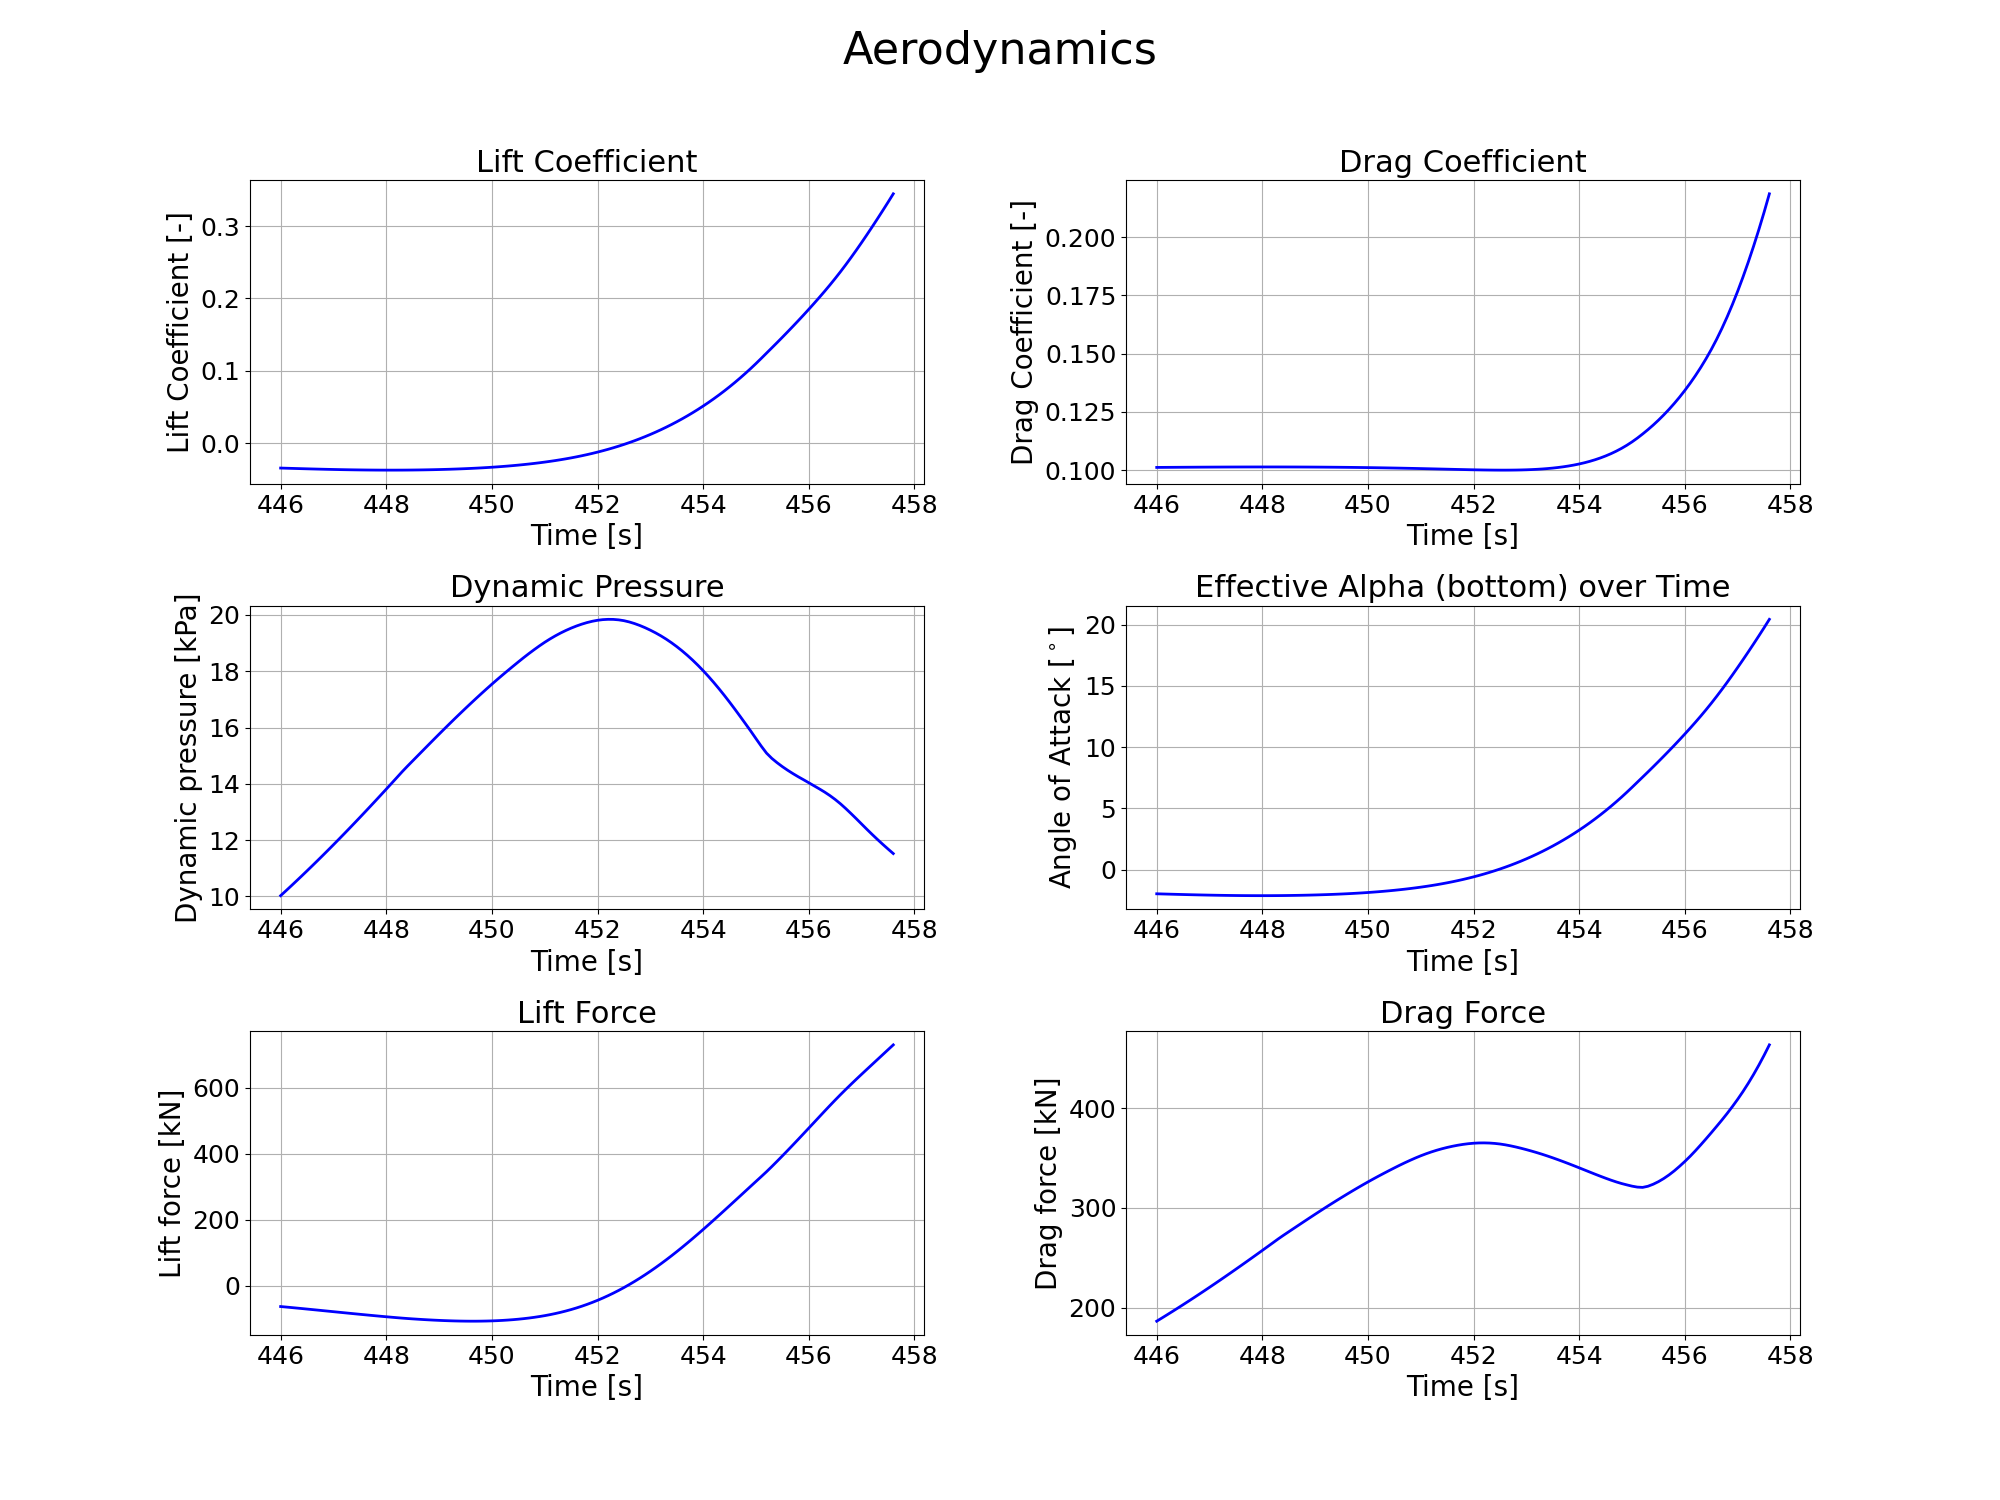 Aerodynamics
Lift Coefficient
Lift Coefficient [-]
0.3
0.2
0.1
0.0
446 448 450 452 454 456 458
Time [s]
Drag Coefficient
Drag Coefficient [-]
0.200
0.175
0.150
0.125
0.100
446 448 450 452 454 456 458
Time [s]
Dynamic Pressure
Dynamic pressure [kPa]
20
18
16
14
12
10
446 448 450 452 454 456 458
Time [s]
Effective Alpha (bottom) over Time
Angle of Attack [°]
20
15
10
5
0
446 448 450 452 454 456 458
Time [s]
Lift Force
Lift force [kN]
600
400
200
0
446 448 450 452 454 456 458
Time [s]
Drag Force
Drag force [kN]
400
300
200
446 448 450 452 454 456 458
Time [s]